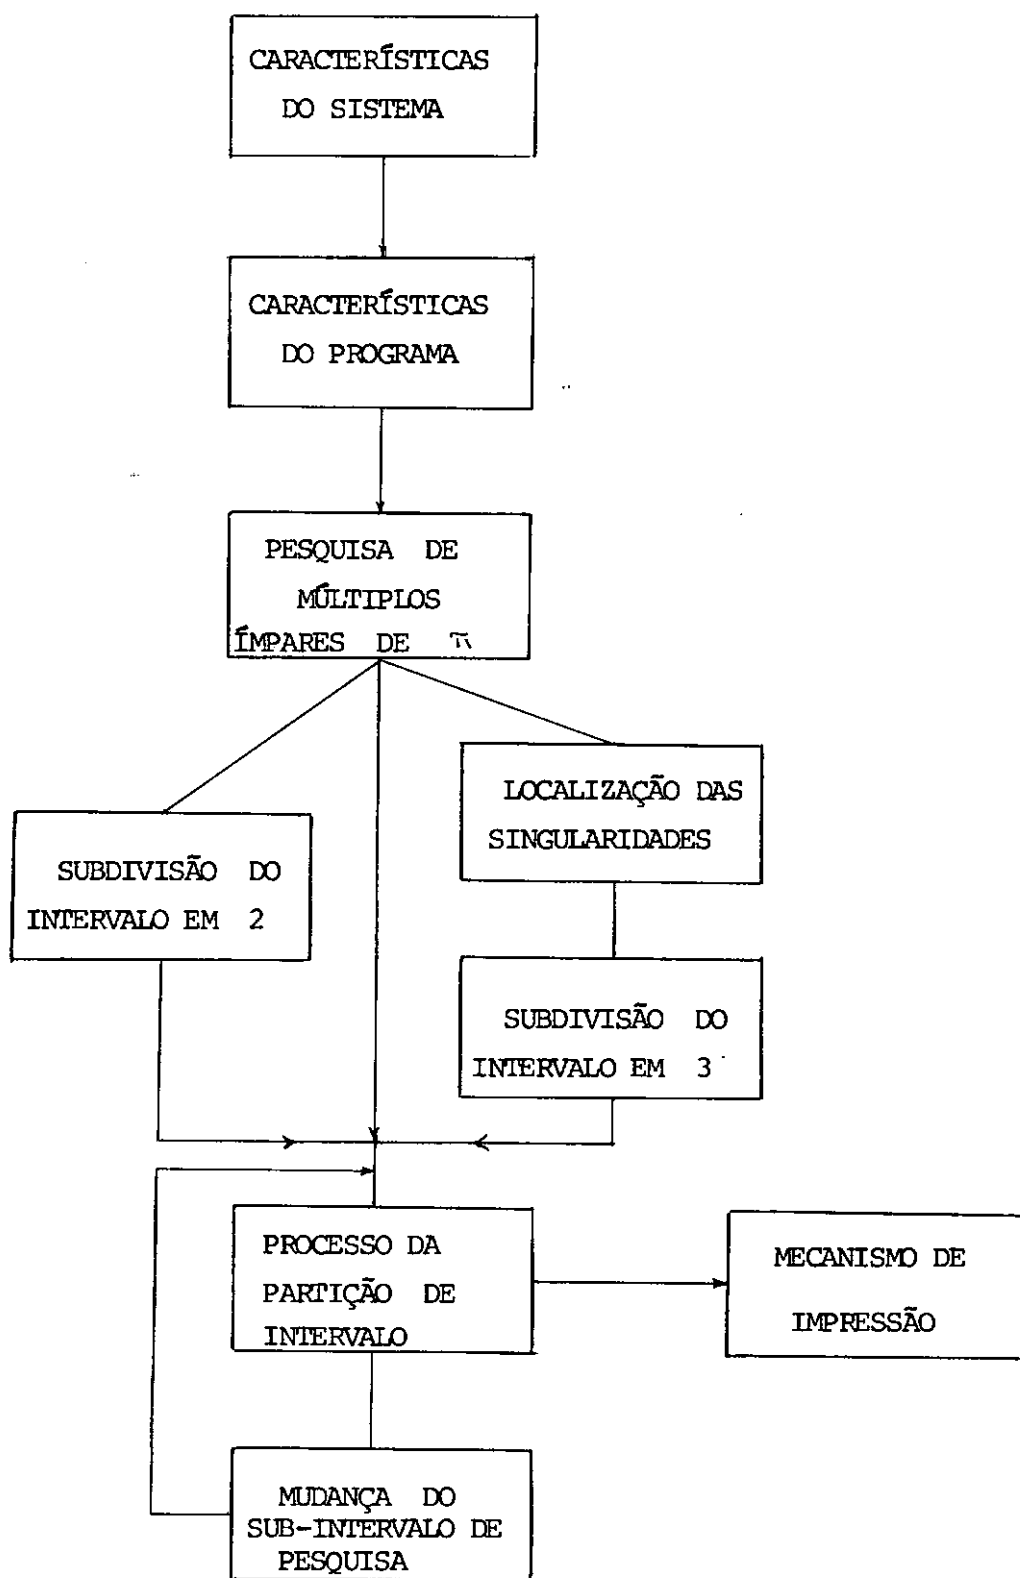 CARACTERÍSTICAS
DO SISTEMA
CARACTERÍSTICAS
DO PROGRAMA
PESQUISA DE
MÚLTIPLOS
ÍMPARES DE π
LOCALIZAÇÃO DAS
SINGULARIDADES
SUBDIVISÃO DO
INTERVALO EM 2
SUBDIVISÃO DO
INTERVALO EM 3
PROCESSO DA
PARTIÇÃO DE
INTERVALO
MECANISMO DE
IMPRESSÃO
MUDANÇA DO
SUB-INTERVALO DE
PESQUISA